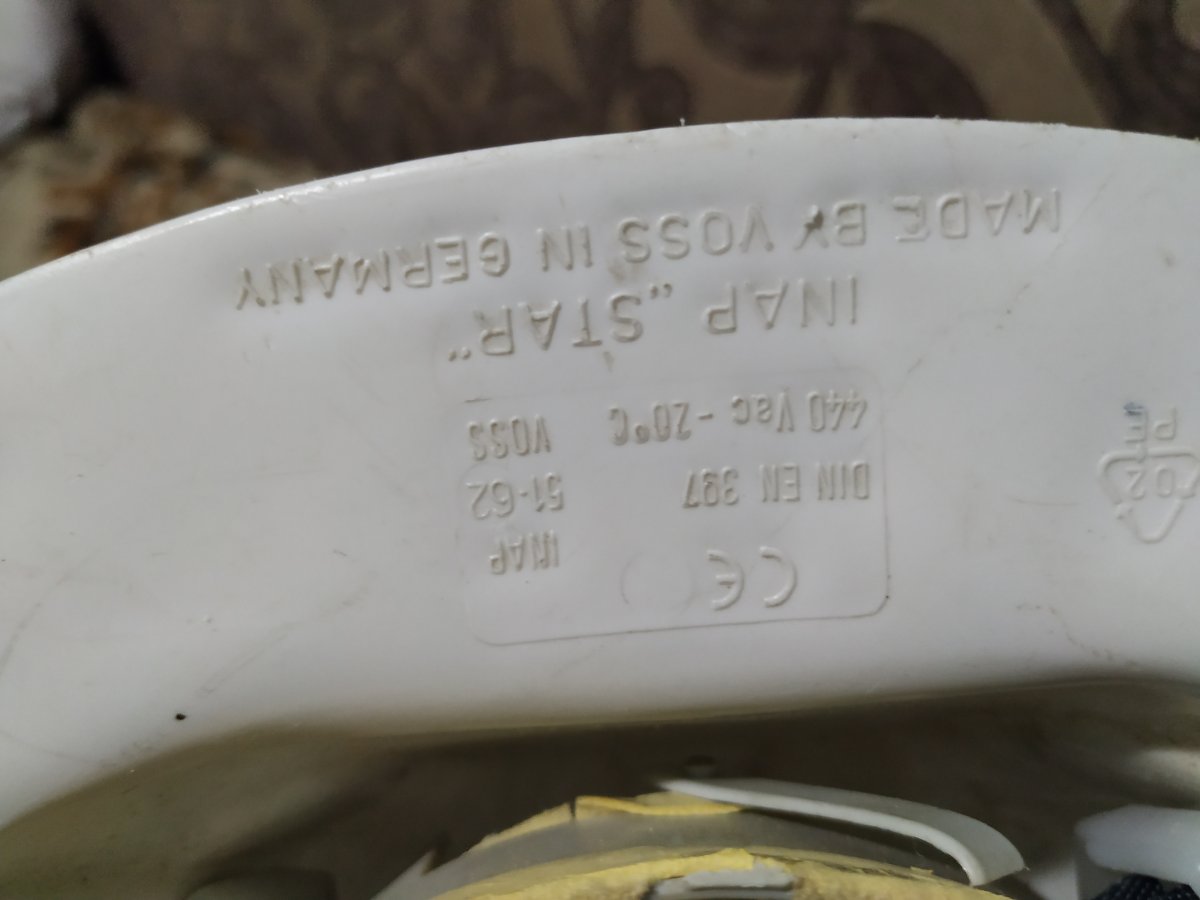 MADE BY VOSS IN GERMANY
INAP „STAR"
440 Vac - 20°C VOSS
DIN EN 397 51-62
CE INAP
PE
02